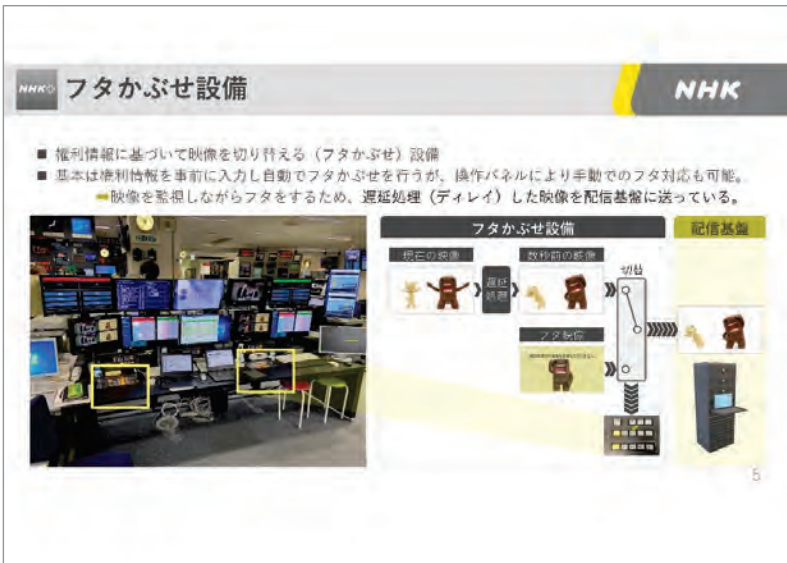 NHK
フタかぶせ設備
NHK
■ 権利情報に基づいて映像を切り替える（フタかぶせ）設備
■ 基本は権利情報を事前に入力し自動でフタかぶせを行うが、操作パネルにより手動でのフタ対応も可能。
➡映像を監視しながらフタをするため、遅延処理（ディレイ）した映像を配信基盤に送っている。
フタかぶせ設備
配信基盤
現在の映像
数秒前の映像
切替
遅延
処理
フタ映像
5